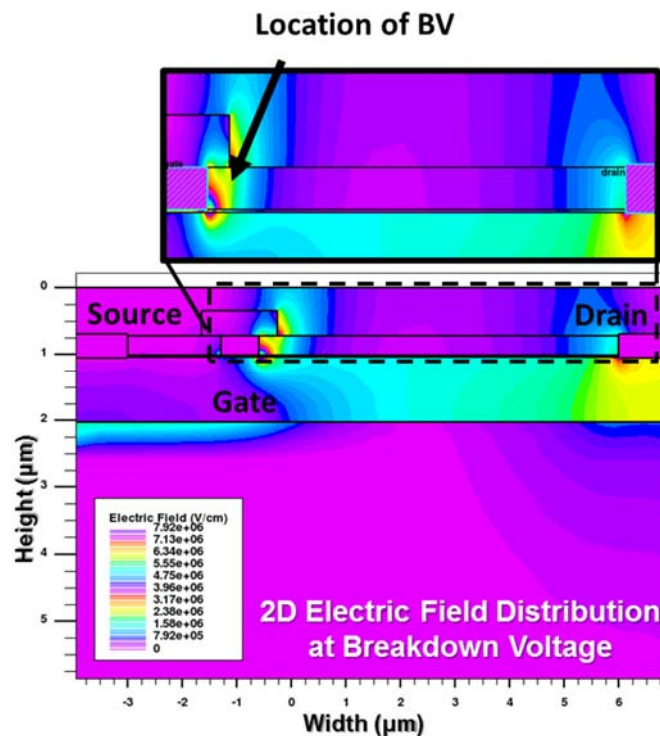 Location of BV
gate
drain
0
Source
Drain
1
Gate
2
3
4
5
Height (µm)
Electric Field (V/cm)
7.92e+06
7.13e+06
6.34e+06
5.55e+06
4.75e+06
3.96e+06
3.17e+06
2.38e+06
1.58e+06
7.92e+05
0
2D Electric Field Distribution
at Breakdown Voltage
-3 -2 -1 0 1 2 3 4 5 6
Width (µm)